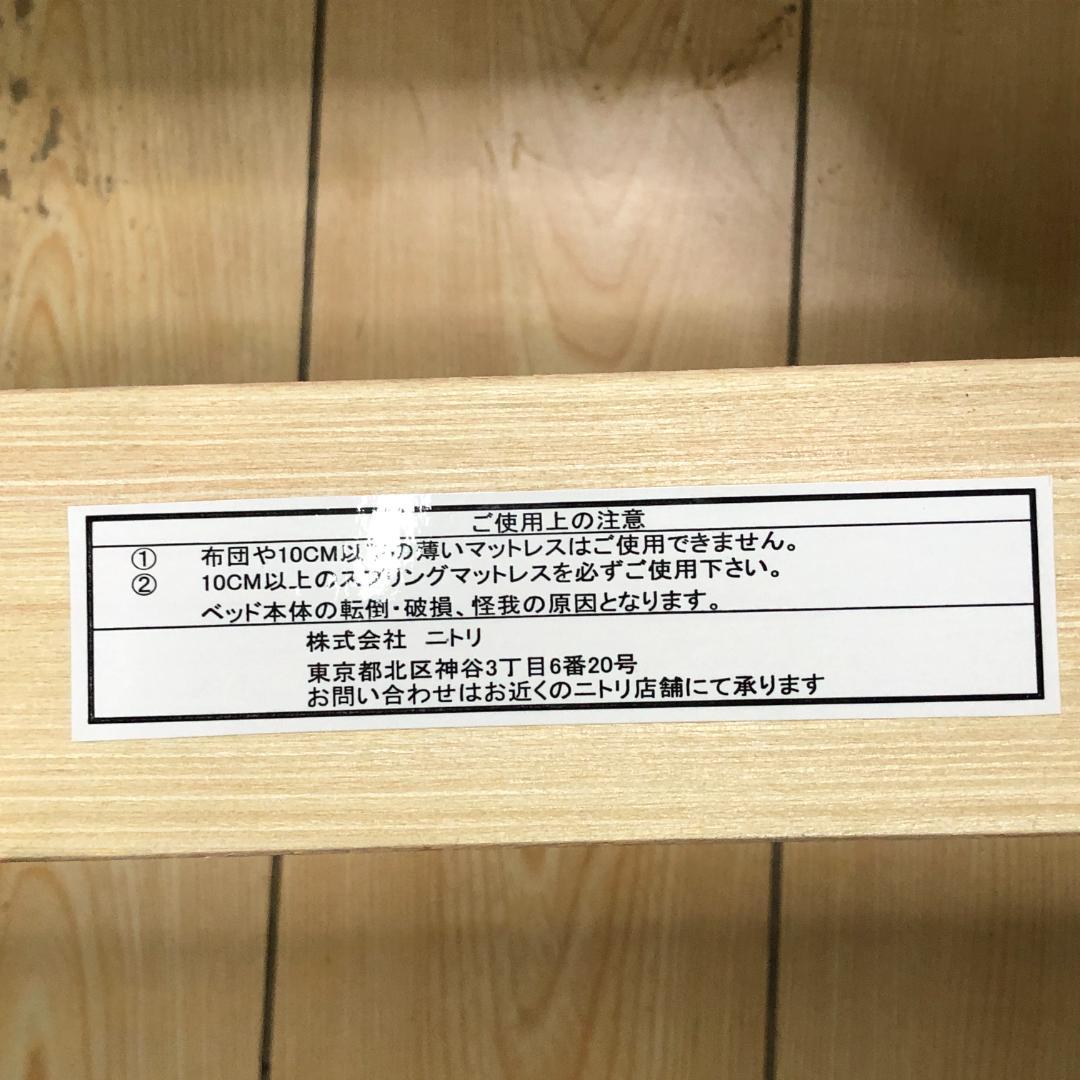 ご使用上の注意
① 布団や10CM以の薄いマットレスはご使用できません。
② 10CM以上のスプリングマットレスを必ずご使用下さい。
ベッド本体の転倒・破損、怪我の原因となります。
株式会社 ニトリ
東京都北区神谷3丁目6番20号
お問い合わせはお近くのニトリ店舗にて承ります